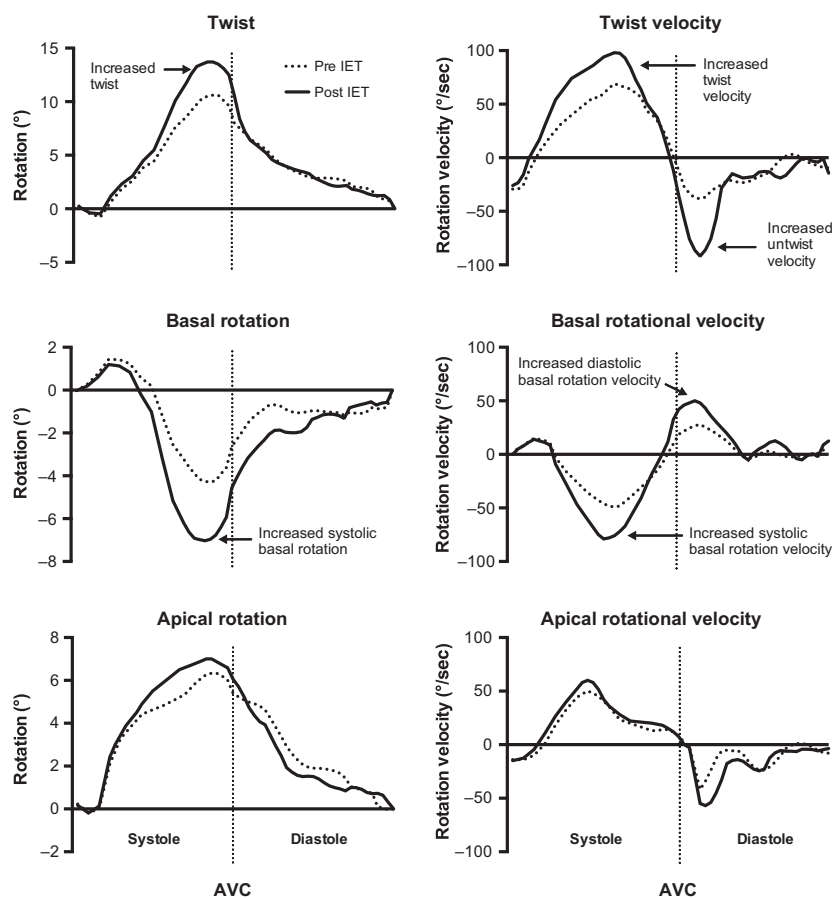 Twist
15
10
5
0
–5
Rotation (°)
Increased
twist
Pre IET
Post IET
Twist velocity
100
50
0
–50
–100
Rotation velocity (°/sec)
Increased
twist
velocity
Increased
untwist
velocity
Basal rotation
2
0
–2
–4
–6
–8
Rotation (°)
Increased systolic
basal rotation
Basal rotational velocity
100
50
0
–50
–100
Rotation velocity (°/sec)
Increased diastolic
basal rotation velocity
Increased systolic
basal rotation velocity
Apical rotation
8
6
4
2
0
–2
Rotation (°)
Systole
Diastole
AVC
Apical rotational velocity
100
50
0
–50
–100
Rotation velocity (°/sec)
Systole
Diastole
AVC